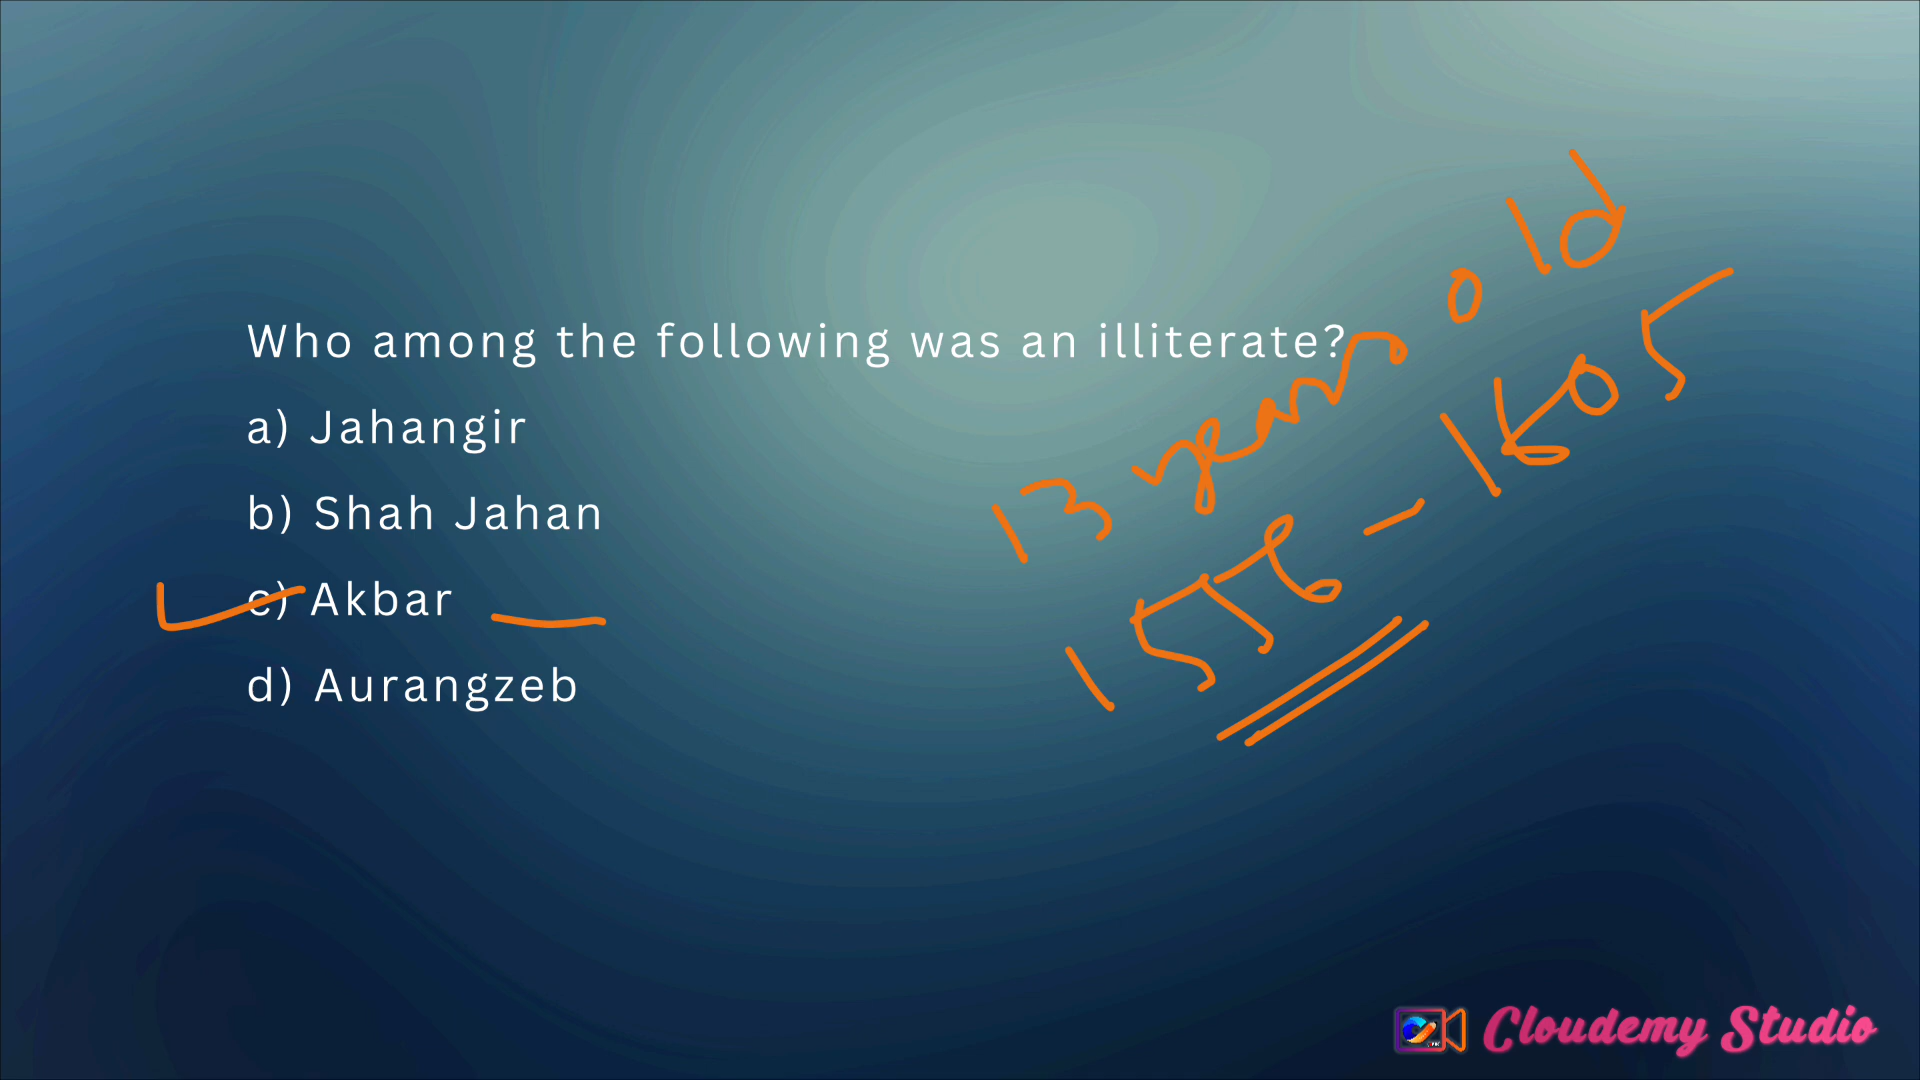 Who among the following was an illiterate?
a) Jahangir
b) Shah Jahan
c) Akbar
d) Aurangzeb
13 years old
1556 - 1605
Cloudemy Studio